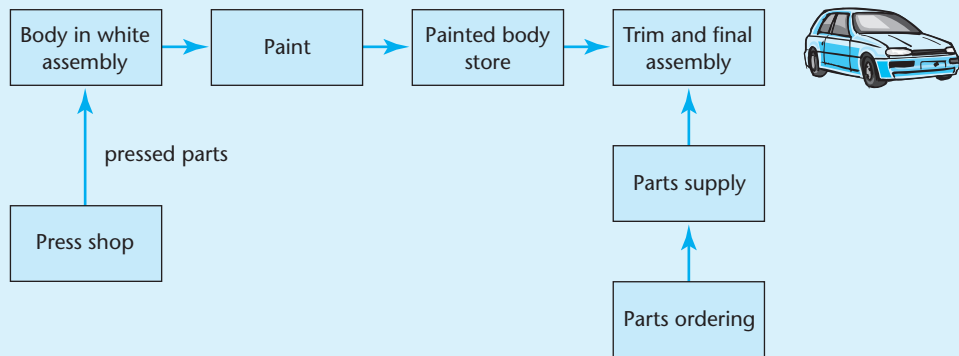 Body in white
assembly
Paint
Painted body
store
Trim and final
assembly
pressed parts
Press shop
Parts supply
Parts ordering